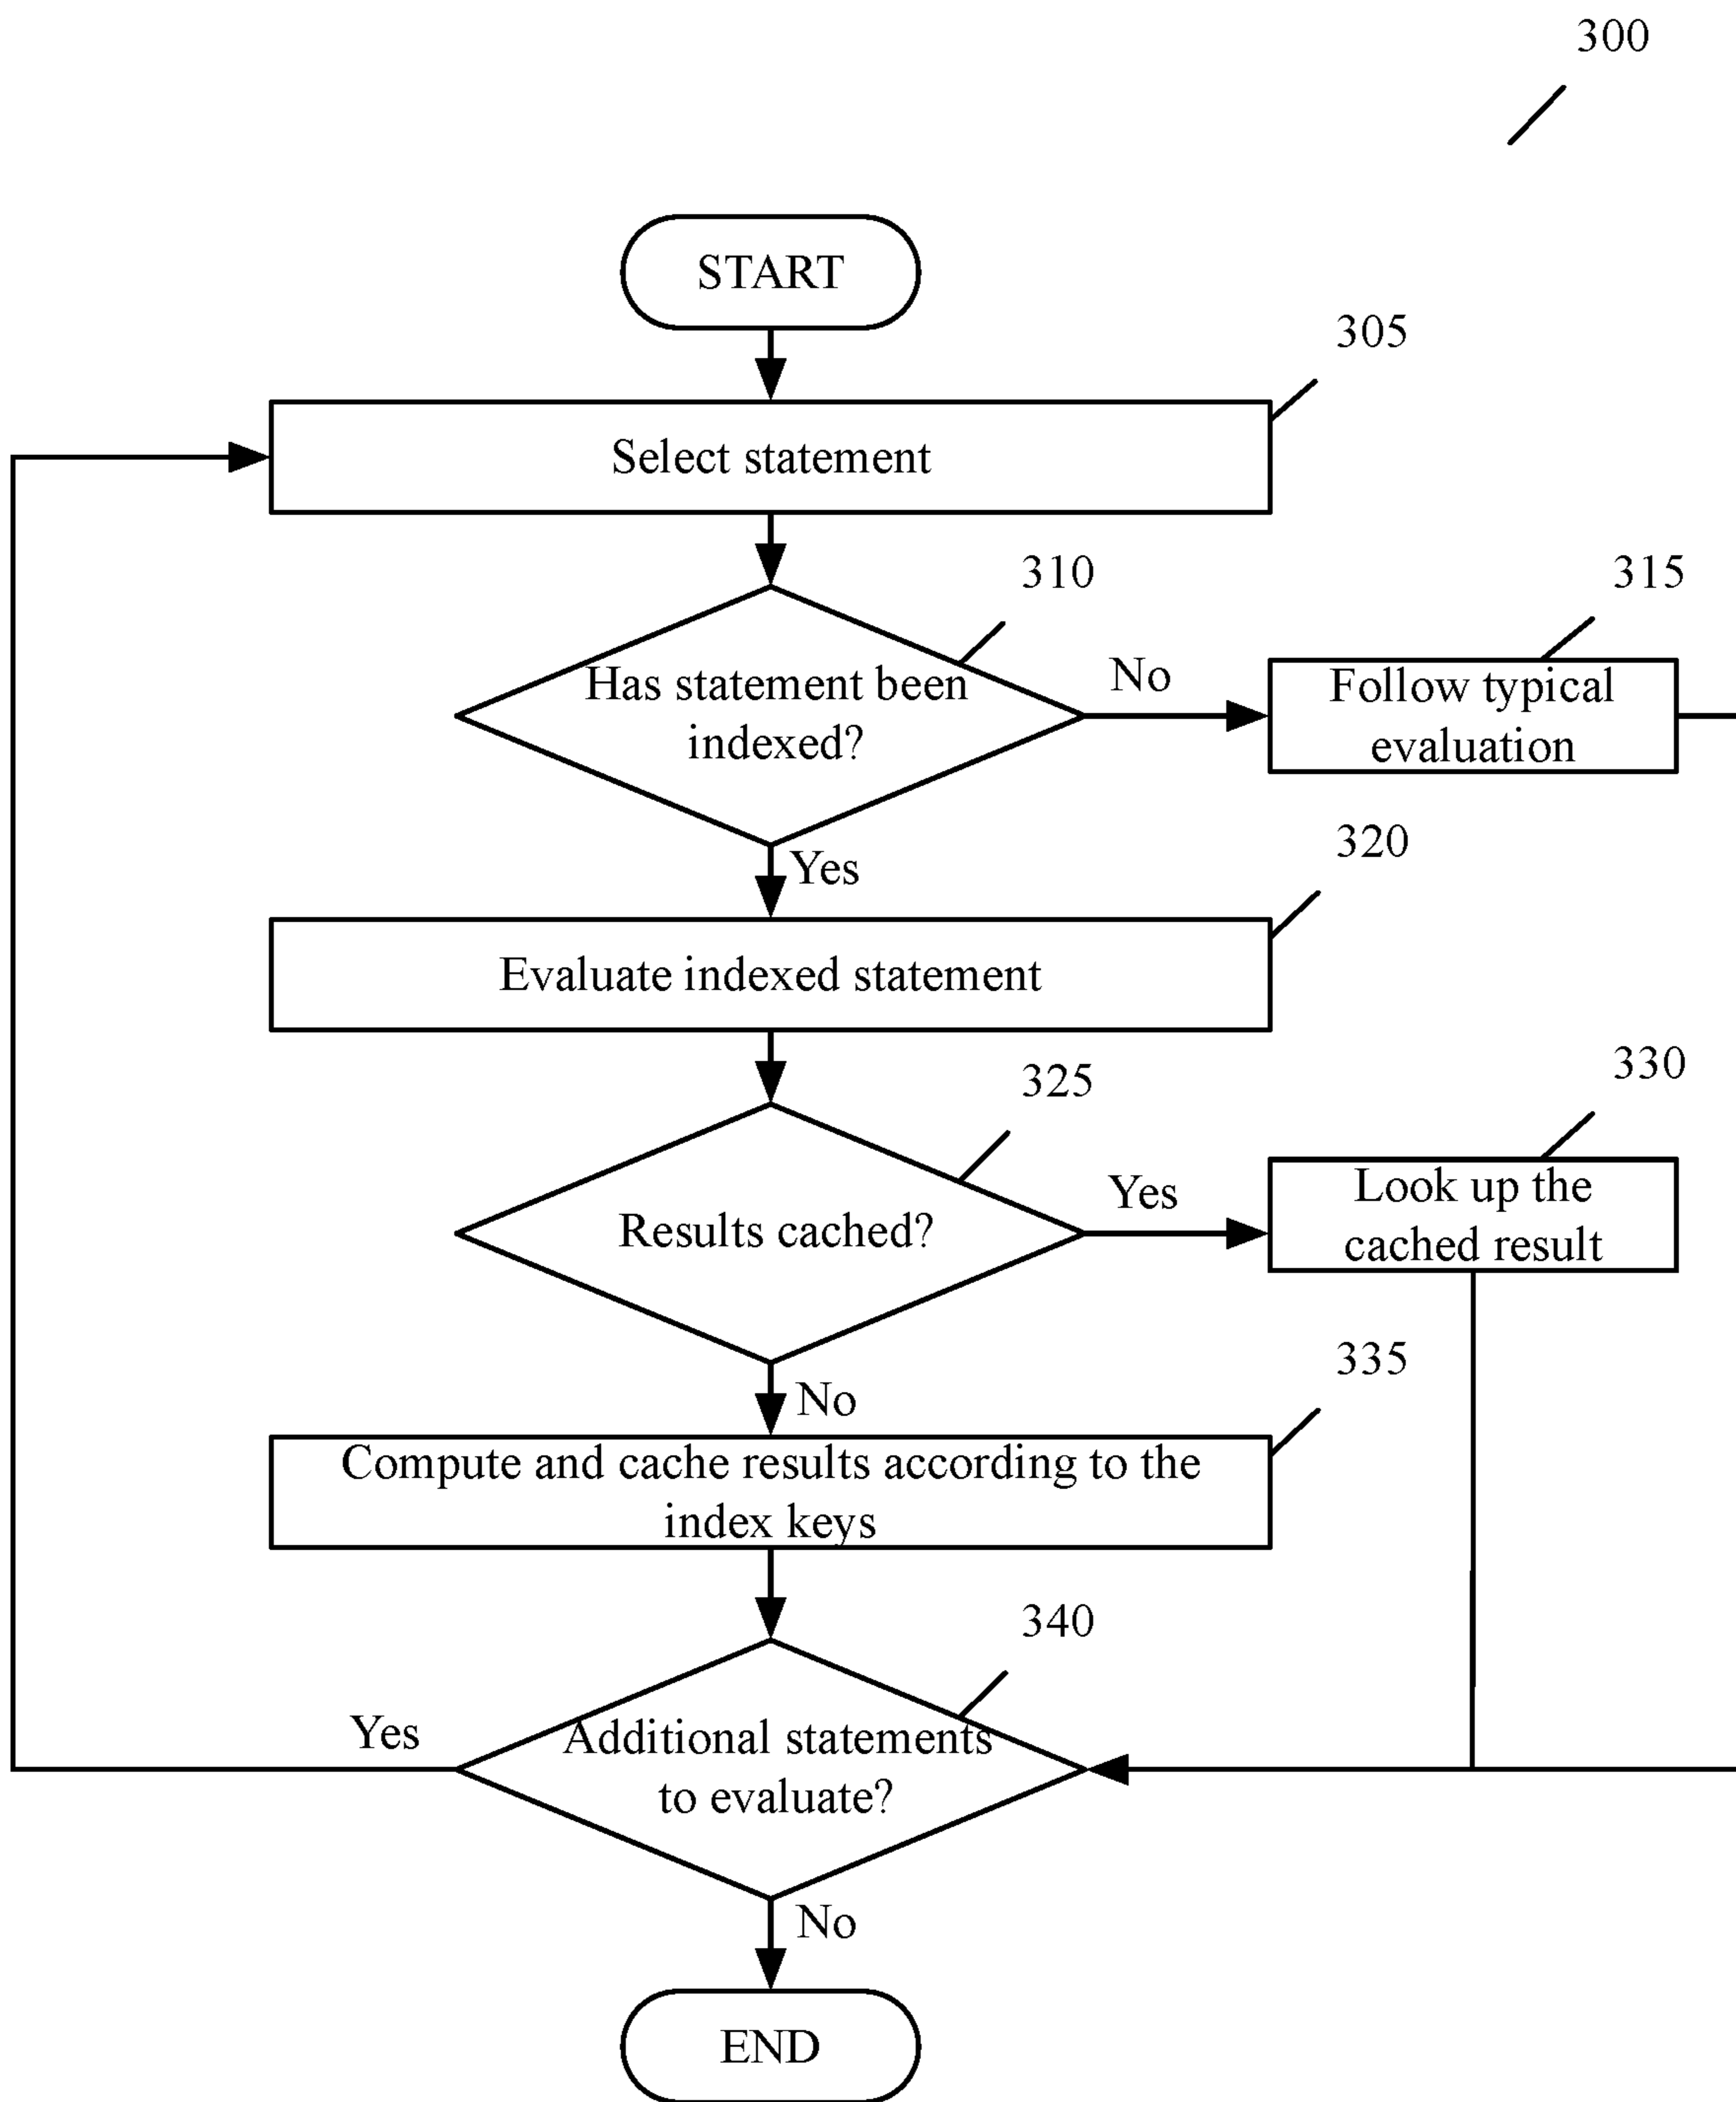 300
START
305
Select statement
310
315
Has statement been
indexed?
No
Follow typical
evaluation
Yes
320
Evaluate indexed statement
325
330
Results cached?
Yes
Look up the
cached result
No
335
Compute and cache results according to the
index keys
340
Yes
Additional statements
to evaluate?
No
END